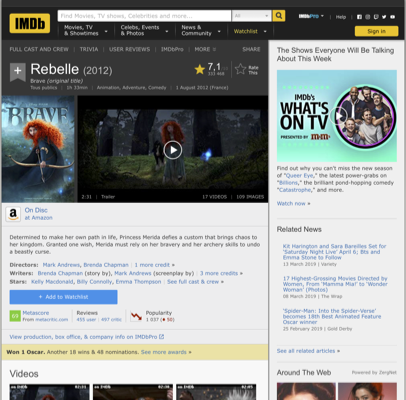 IMDb
Find Movies, TV shows, Celebrities and more...
All
IMDbPro
Help
Movies, TV & Showtimes
Celebs, Events & Photos
News & Community
Watchlist
Sign in
FULL CAST AND CREW | TRIVIA | USER REVIEWS | IMDbPro | MORE
SHARE
Rebelle (2012)
Brave (original title)
Tous publics | 1h 33min | Animation, Adventure, Comedy | 1 August 2012 (France)
7,1
Rate This
BRAVE
2:31 | Trailer
17 VIDEOS | 109 IMAGES
On Disc
at Amazon
Determined to make her own path in life, Princess Merida defies a custom that brings chaos to her kingdom. Granted one wish, Merida must rely on her bravery and her archery skills to undo a beastly curse.
Directors: Mark Andrews, Brenda Chapman | 1 more credit »
Writers: Brenda Chapman (story by), Mark Andrews (screenplay by) | 3 more credits »
Stars: Kelly Macdonald, Billy Connolly, Emma Thompson | See full cast & crew »
+ Add to Watchlist
Metascore
From metacritic.com
Reviews
455 user | 497 critic
Popularity
1 037
View production, box office, & company info on IMDbPro
Won 1 Oscar. Another 18 wins & 48 nominations. See more awards »
Videos
The Shows Everyone Will Be Talking About This Week
IMDb's
WHAT'S ON TV
PRESENTED BY M&M'S
Find out why you can't miss the new season of "Queer Eye," the latest power-grabs on "Billions," the brilliant pond-hopping comedy "Catastrophe," and more.
Watch now »
Related News
Kit Harington and Sara Bareilles Set for 'Saturday Night Live' April 6; Bts and Emma Stone to Follow
13 March 2019 | Variety
17 Highest-Grossing Movies Directed by Women, From 'Mamma Mia' to 'Wonder Woman' (Photos)
08 March 2019 | The Wrap
'Spider-Man: Into the Spider-Verse' becomes 18th Best Animated Feature Oscar winner
25 February 2019 | Gold Derby
See all related articles »
Around The Web | Powered by ZergNet